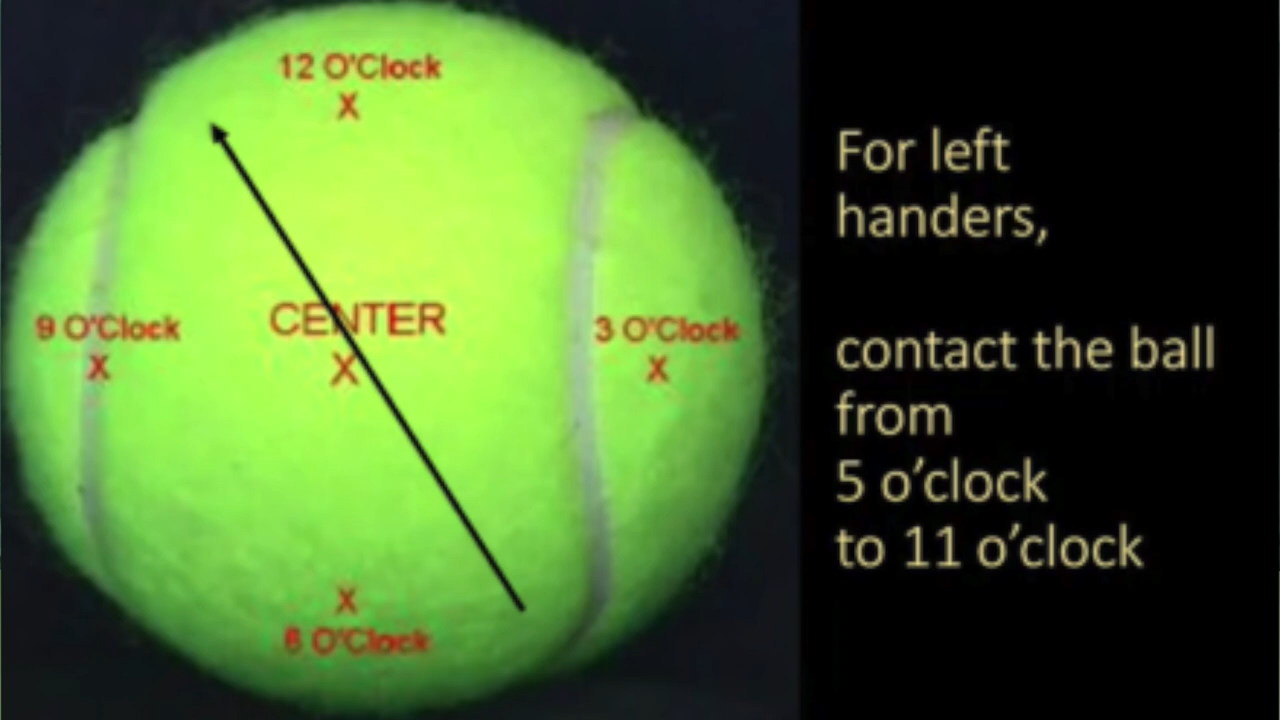 12 O'Clock
X
9 O'Clock
X
CENTER
X
3 O'Clock
X
X
6 O'Clock
For left
handers,
contact the ball
from
5 o'clock
to 11 o'clock